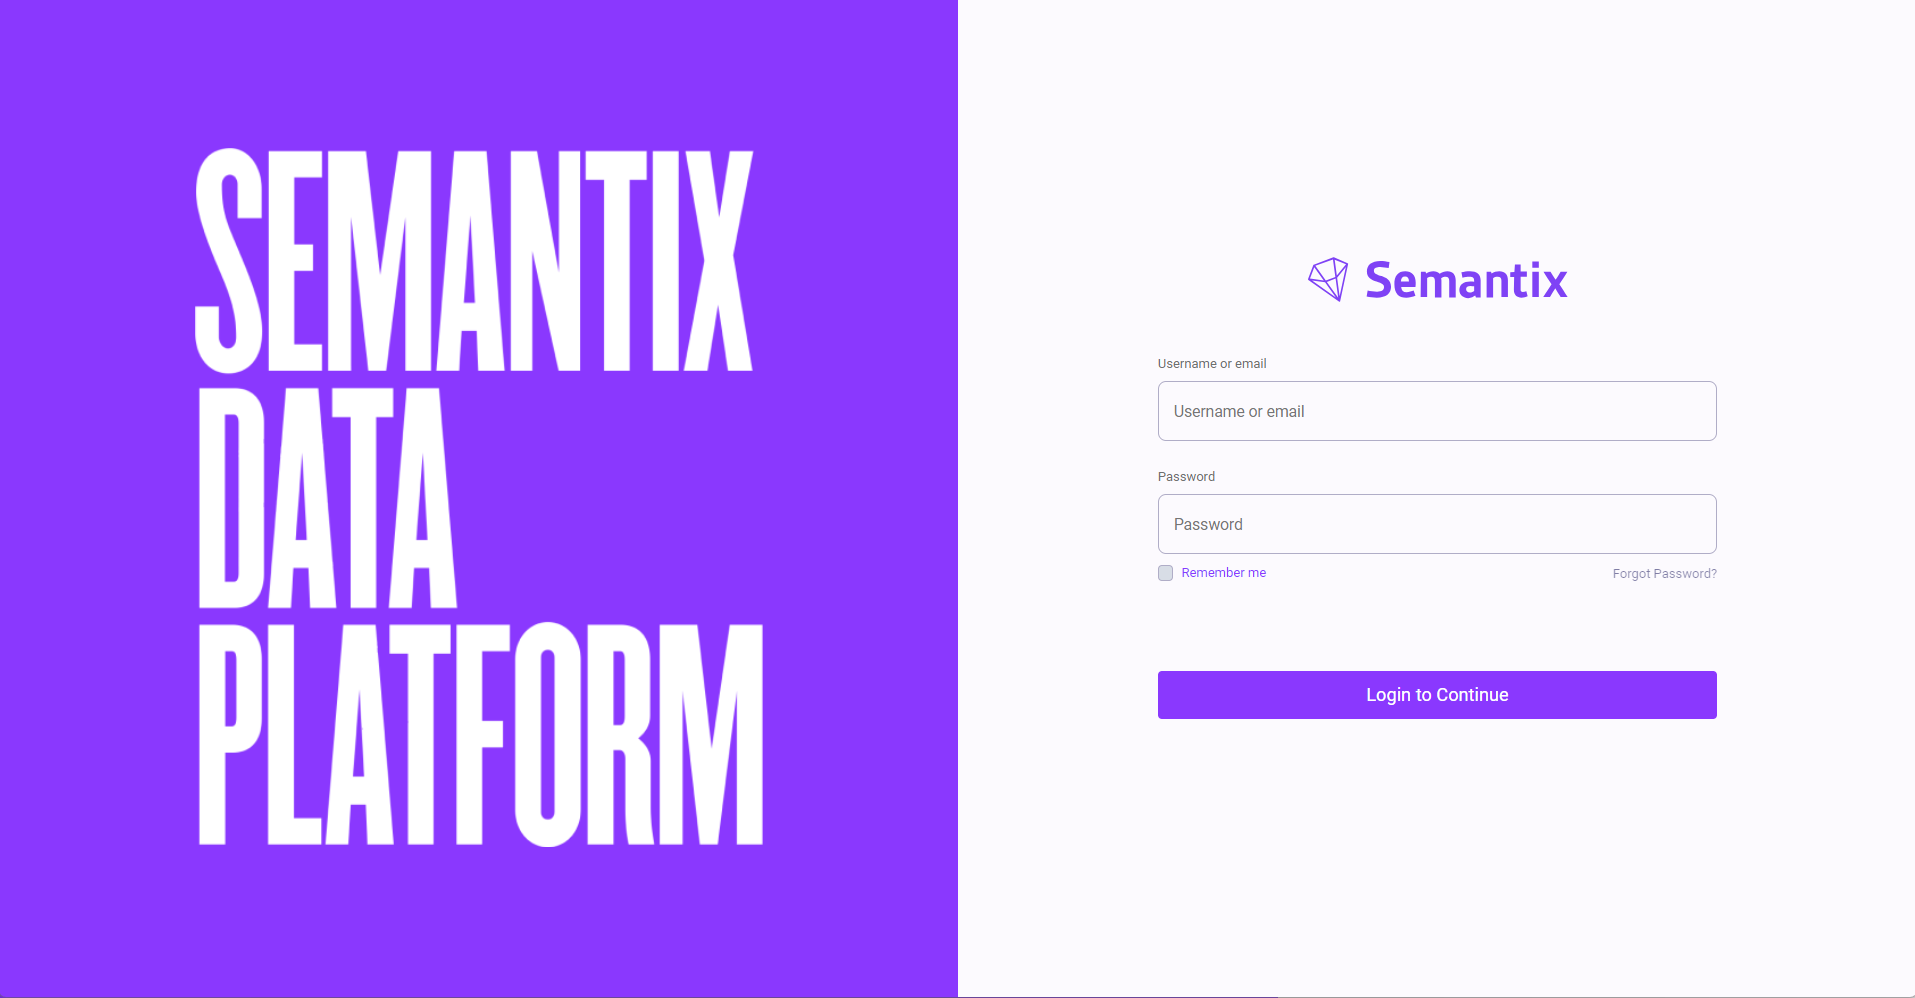 SEMANTIX
DATA
PLATFORM
Semantix
Username or email
Username or email
Password
Password
Remember me
Forgot Password?
Login to Continue